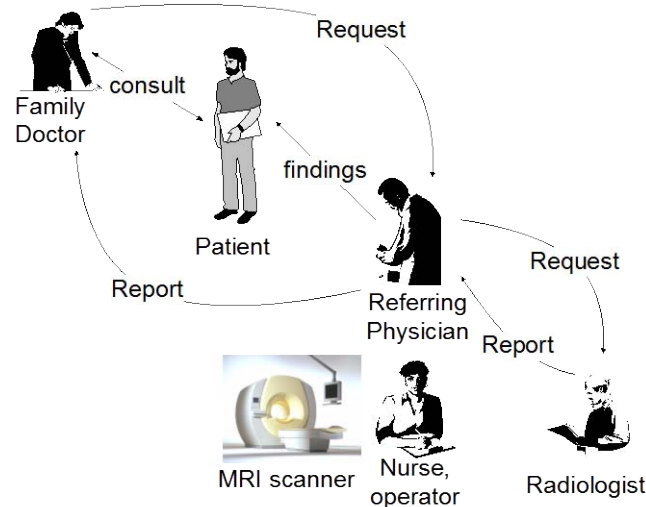 Request
consult
Family
Doctor
findings
Patient
Request
Report
Referring
Physician
Report
MRI scanner
Nurse,
operator
Radiologist